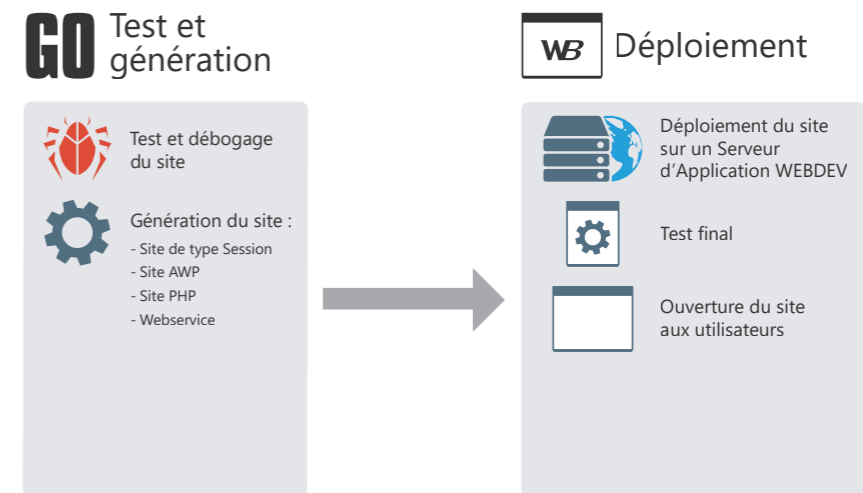 GO Test et
génération
Test et débogage
du site
Génération du site :
- Site de type Session
- Site AWP
- Site PHP
- Webservice
WB Déploiement
Déploiement du site
sur un Serveur
d’Application WEBDEV
Test final
Ouverture du site
aux utilisateurs